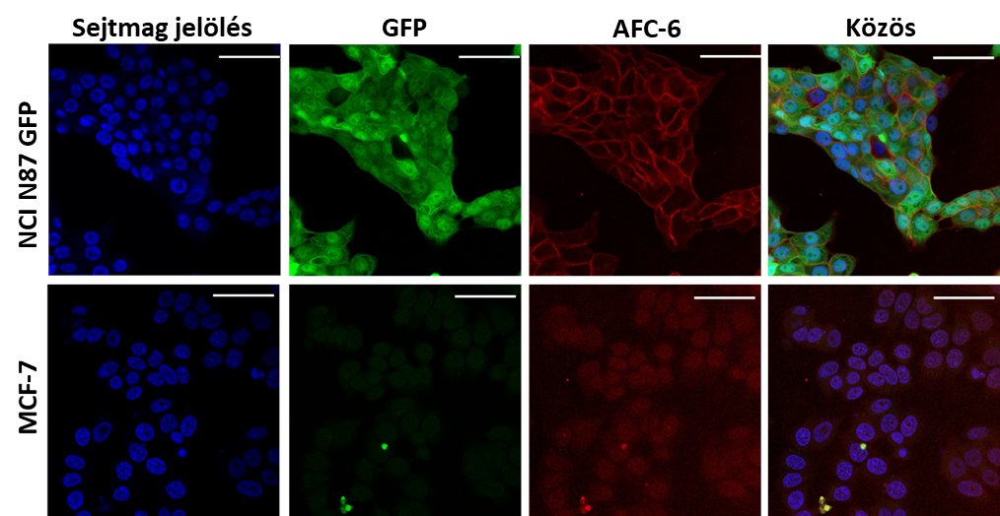 Sejtmag jelölés
GFP
AFC-6
Közös
NCI N87 GFP
MCF-7